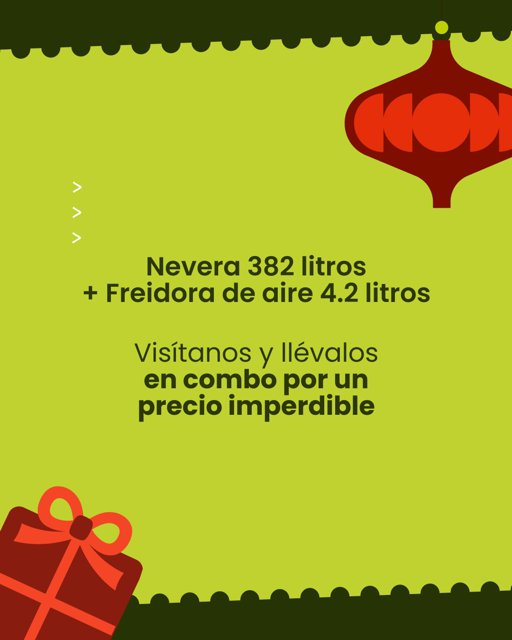 >
>
>
Nevera 382 litros
+ Freidora de aire 4.2 litros
Visítanos y llévalos
en combo por un
precio imperdible